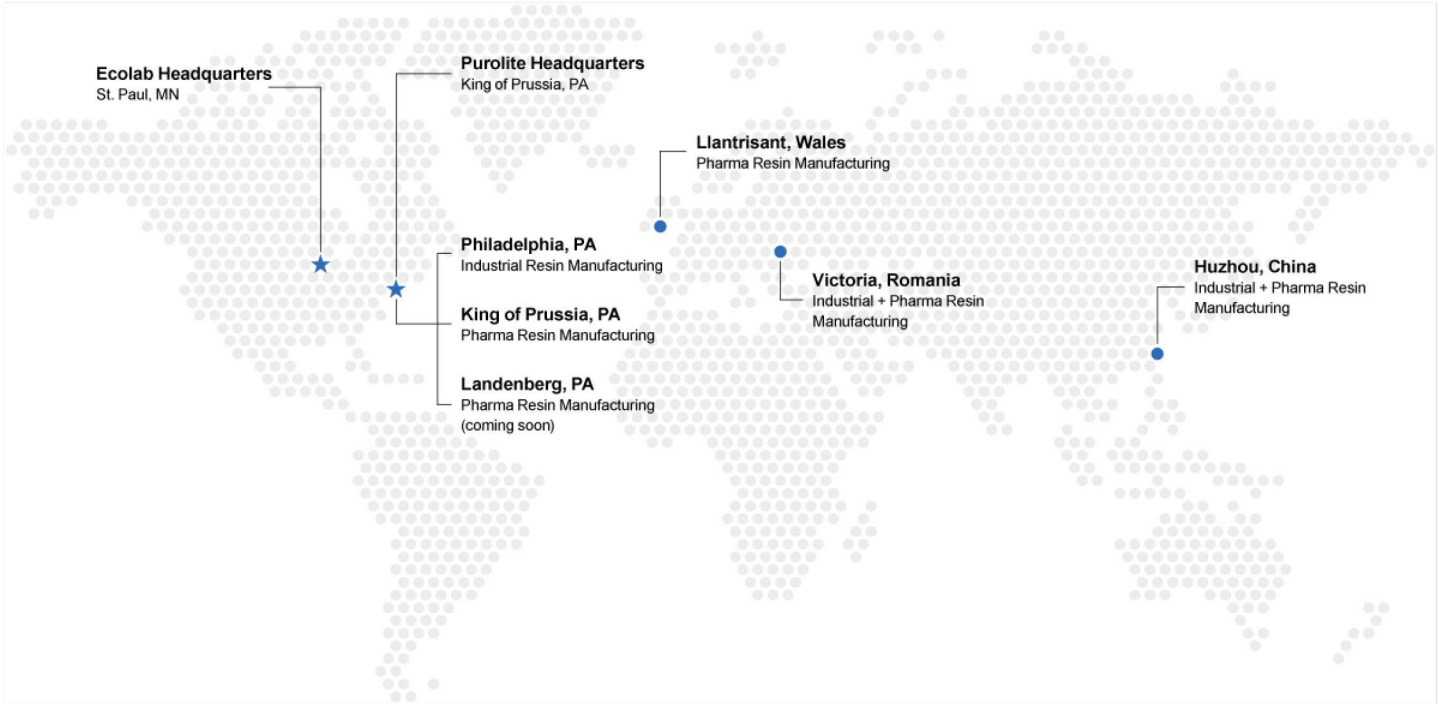 Ecolab Headquarters
St. Paul, MN
Purolite Headquarters
King of Prussia, PA
Llantrisant, Wales
Pharma Resin Manufacturing
Philadelphia, PA
Industrial Resin Manufacturing
King of Prussia, PA
Pharma Resin Manufacturing
Landenberg, PA
Pharma Resin Manufacturing
(coming soon)
Victoria, Romania
Industrial + Pharma Resin
Manufacturing
Huzhou, China
Industrial + Pharma Resin
Manufacturing